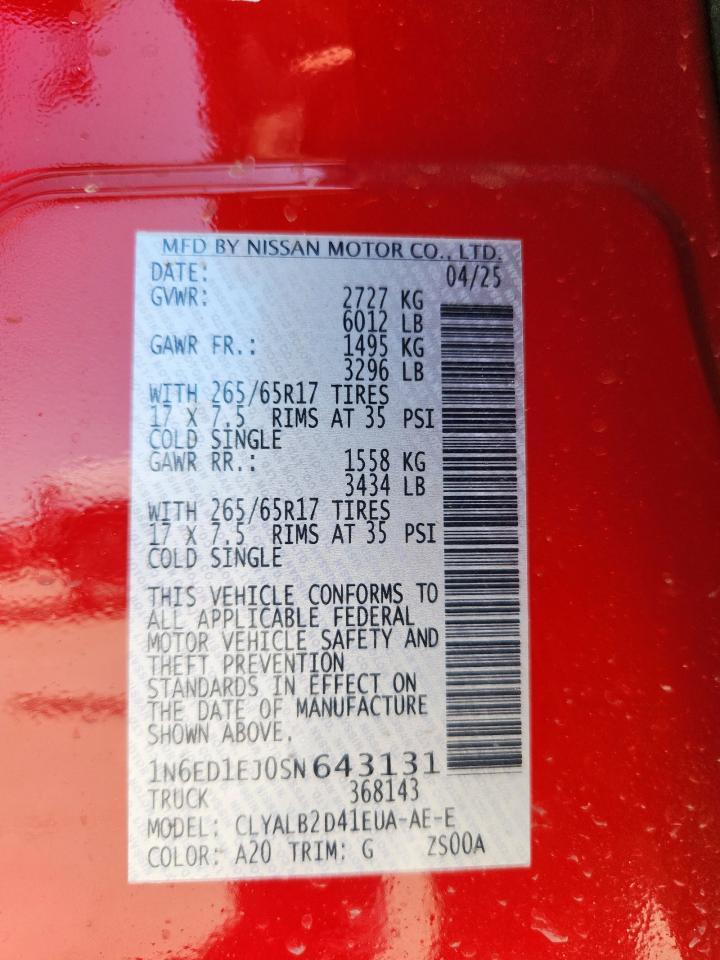 MFD BY NISSAN MOTOR CO., LTD.
DATE: 04/25
GVWR: 2727 KG
6012 LB
GAWR FR.: 1495 KG
3296 LB
WITH 265/65R17 TIRES
17 X 7.5 RIMS AT 35 PSI
COLD SINGLE
GAWR RR.: 1558 KG
3434 LB
WITH 265/65R17 TIRES
17 X 7.5 RIMS AT 35 PSI
COLD SINGLE
THIS VEHICLE CONFORMS TO
ALL APPLICABLE FEDERAL
MOTOR VEHICLE SAFETY AND
THEFT PREVENTION
STANDARDS IN EFFECT ON
THE DATE OF MANUFACTURE
SHOWN ABOVE.
1N6ED1EJ0SN643131
TRUCK 368143
MODEL: CLYALB2D41EUA-AE-E
COLOR: A20 TRIM: G ZS00A